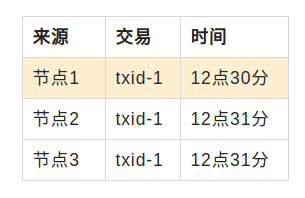 来源 交易 时间
节点1 txid-1 12点30分
节点2 txid-1 12点31分
节点3 txid-1 12点31分